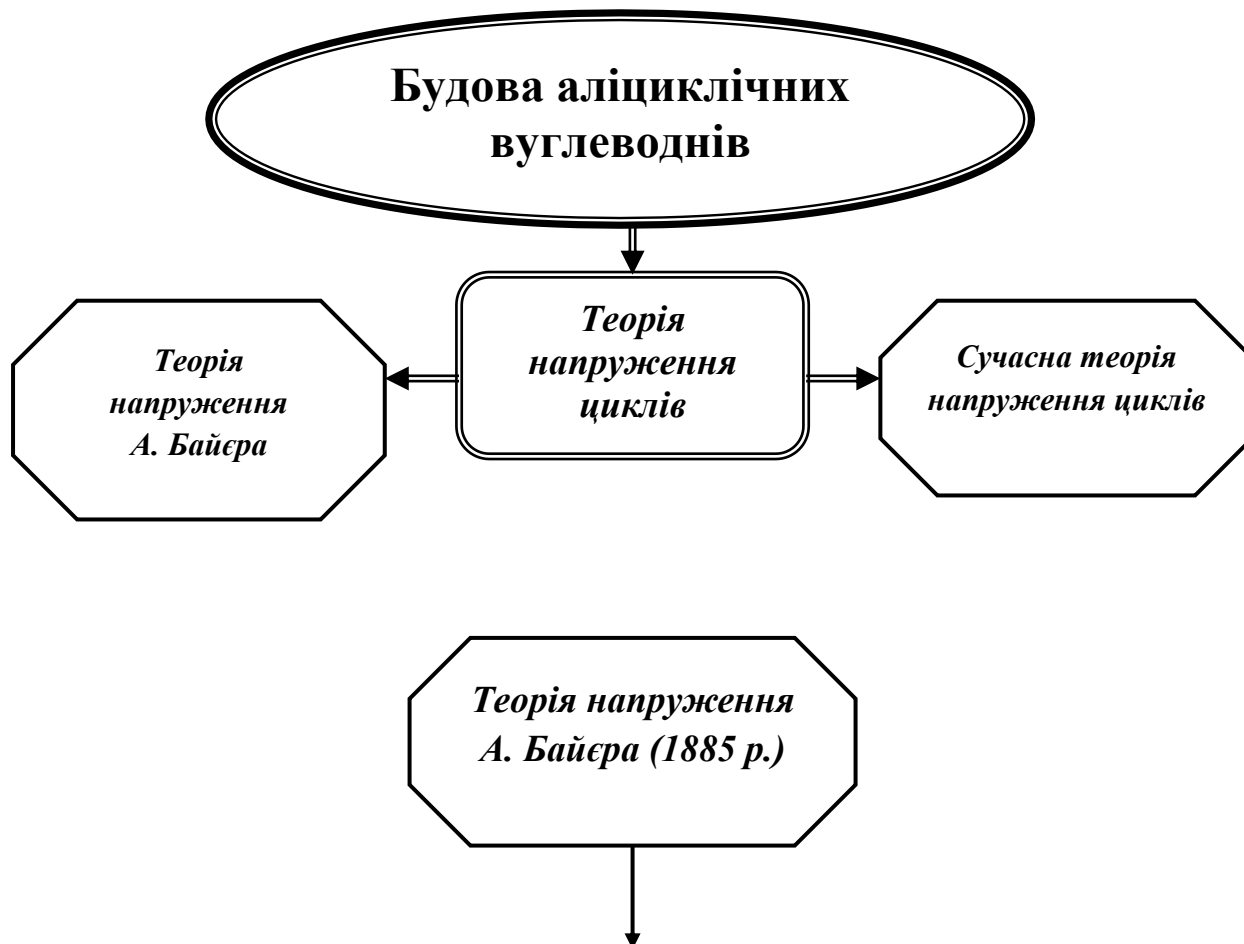 Будова аліциклічних
вуглеводнів
Теорія
напруження
А. Байєра
Теорія
напруження
циклів
Сучасна теорія
напруження циклів
Теорія напруження
А. Байєра (1885 р.)